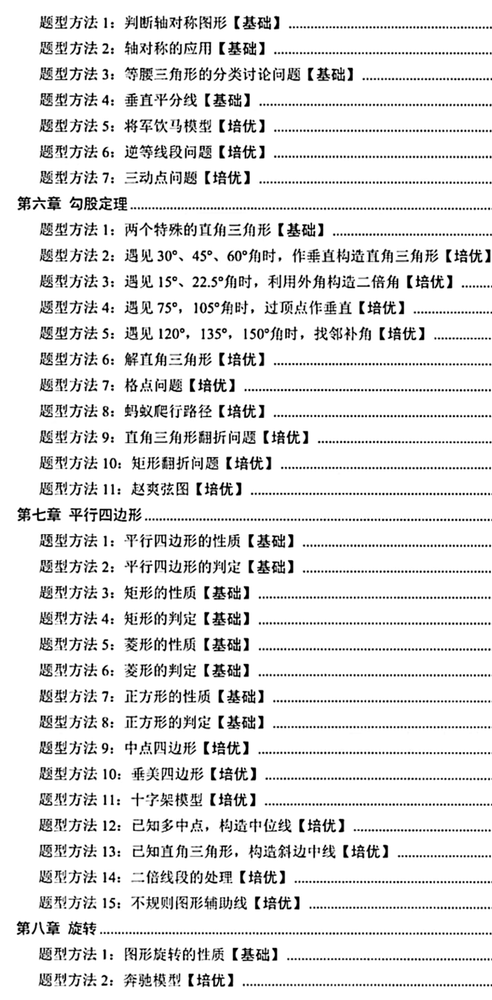 题型方法 1：判断轴对称图形【基础】
题型方法 2：轴对称的应用【基础】
题型方法 3：等腰三角形的分类讨论问题【基础】
题型方法 4：垂直平分线【基础】
题型方法 5：将军饮马模型【培优】
题型方法 6：逆等线段问题【培优】
题型方法 7：三动点问题【培优】
第六章 勾股定理
题型方法 1：两个特殊的直角三角形【基础】
题型方法 2：遇见 30°、45°、60°角时，作垂直构造直角三角形【培优】
题型方法 3：遇见 15°、22.5°角时，利用外角构造二倍角【培优】
题型方法 4：遇见 75°，105°角时，过顶点作垂直【培优】
题型方法 5：遇见 120°，135°，150°角时，找邻补角【培优】
题型方法 6：解直角三角形【培优】
题型方法 7：格点问题【培优】
题型方法 8：蚂蚁爬行路径【培优】
题型方法 9：直角三角形翻折问题【培优】
题型方法 10：矩形翻折问题【培优】
题型方法 11：赵爽弦图【培优】
第七章 平行四边形
题型方法 1：平行四边形的性质【基础】
题型方法 2：平行四边形的判定【基础】
题型方法 3：矩形的性质【基础】
题型方法 4：矩形的判定【基础】
题型方法 5：菱形的性质【基础】
题型方法 6：菱形的判定【基础】
题型方法 7：正方形的性质【基础】
题型方法 8：正方形的判定【基础】
题型方法 9：中点四边形【培优】
题型方法 10：垂美四边形【培优】
题型方法 11：十字架模型【培优】
题型方法 12：已知多中点，构造中位线【培优】
题型方法 13：已知直角三角形，构造斜边中线【培优】
题型方法 14：二倍线段的处理【培优】
题型方法 15：不规则图形辅助线【培优】
第八章 旋转
题型方法 1：图形旋转的性质【基础】
题型方法 2：奔驰模型【培优】